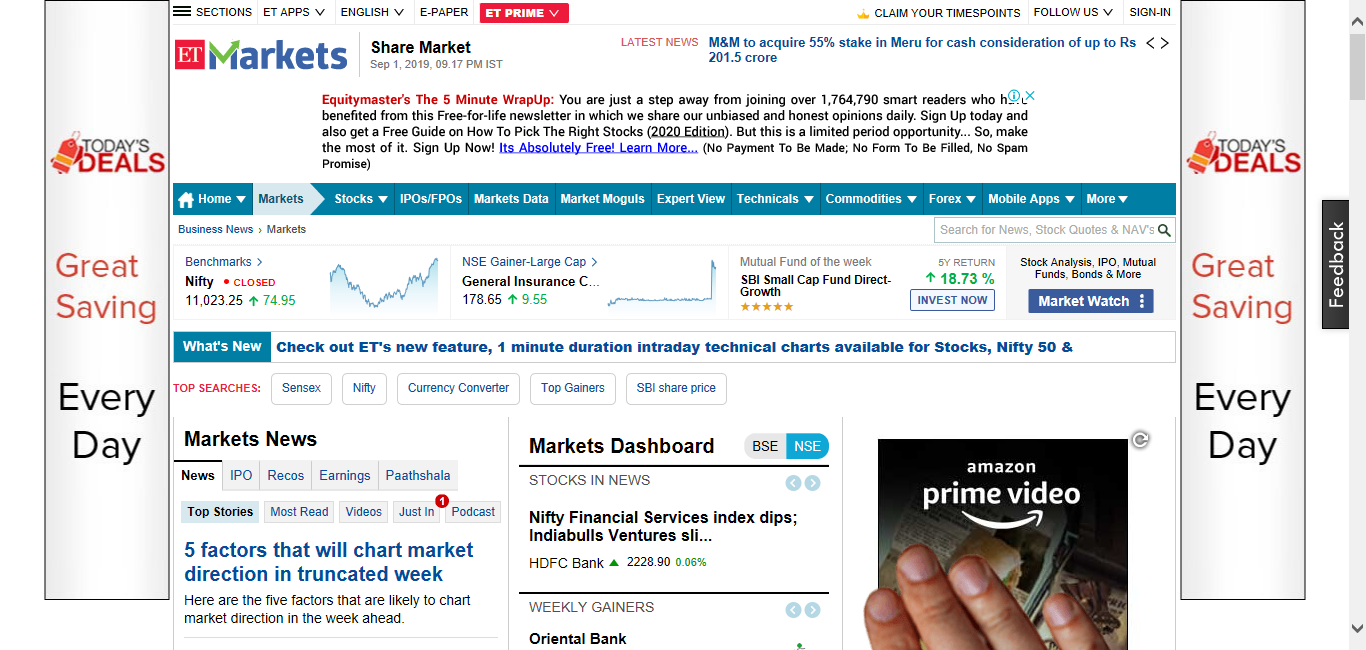 SECTIONS
ET APPS
ENGLISH
E-PAPER
ET PRIME
CLAIM YOUR TIMESPOINTS
FOLLOW US
SIGN-IN
ET Markets
Share Market
Sep 1, 2019, 09.17 PM IST
LATEST NEWS
M&M to acquire 55% stake in Meru for cash consideration of up to Rs
201.5 crore
Equitymaster's The 5 Minute WrapUp: You are just a step away from joining over 1,764,790 smart readers who
benefited from this Free-for-life newsletter in which we share our unbiased and honest opinions daily. Sign Up today and
also get a Free Guide on How To Pick The Right Stocks (2020 Edition). But this is a limited period opportunity... So, make
the most of it. Sign Up Now! Its Absolutely Free! Learn More... (No Payment To Be Made; No Form To Be Filled, No Spam
Promise)
Home
Markets
Stocks
IPOs/FPOs
Markets Data
Market Moguls
Expert View
Technicals
Commodities
Forex
Mobile Apps
More
Business News › Markets
Search for News, Stock Quotes & NAV's
Benchmarks
Nifty
CLOSED
11,023.25 74.95
NSE Gainer-Large Cap
General Insurance C...
178.65 9.55
Mutual Fund of the week
SBI Small Cap Fund Direct-
Growth
5Y RETURN
18.73 %
INVEST NOW
Stock Analysis, IPO, Mutual
Funds, Bonds & More
Market Watch
What's New
Check out ET's new feature, 1 minute duration intraday technical charts available for Stocks, Nifty 50 &
TOP SEARCHES:
Sensex
Nifty
Currency Converter
Top Gainers
SBI share price
Markets News
News
IPO
Recos
Earnings
Paathshala
Top Stories
Most Read
Videos
Just In
1
Podcast
5 factors that will chart market
direction in truncated week
Here are the five factors that are likely to chart
market direction in the week ahead.
Markets Dashboard
BSE
NSE
STOCKS IN NEWS
Nifty Financial Services index dips;
Indiabulls Ventures sli...
HDFC Bank 2228.90 0.06%
WEEKLY GAINERS
Oriental Bank
amazon
prime video
TODAY'S
DEALS
Great
Saving
Every
Day
TODAY'S
DEALS
Great
Saving
Every
Day
Feedback